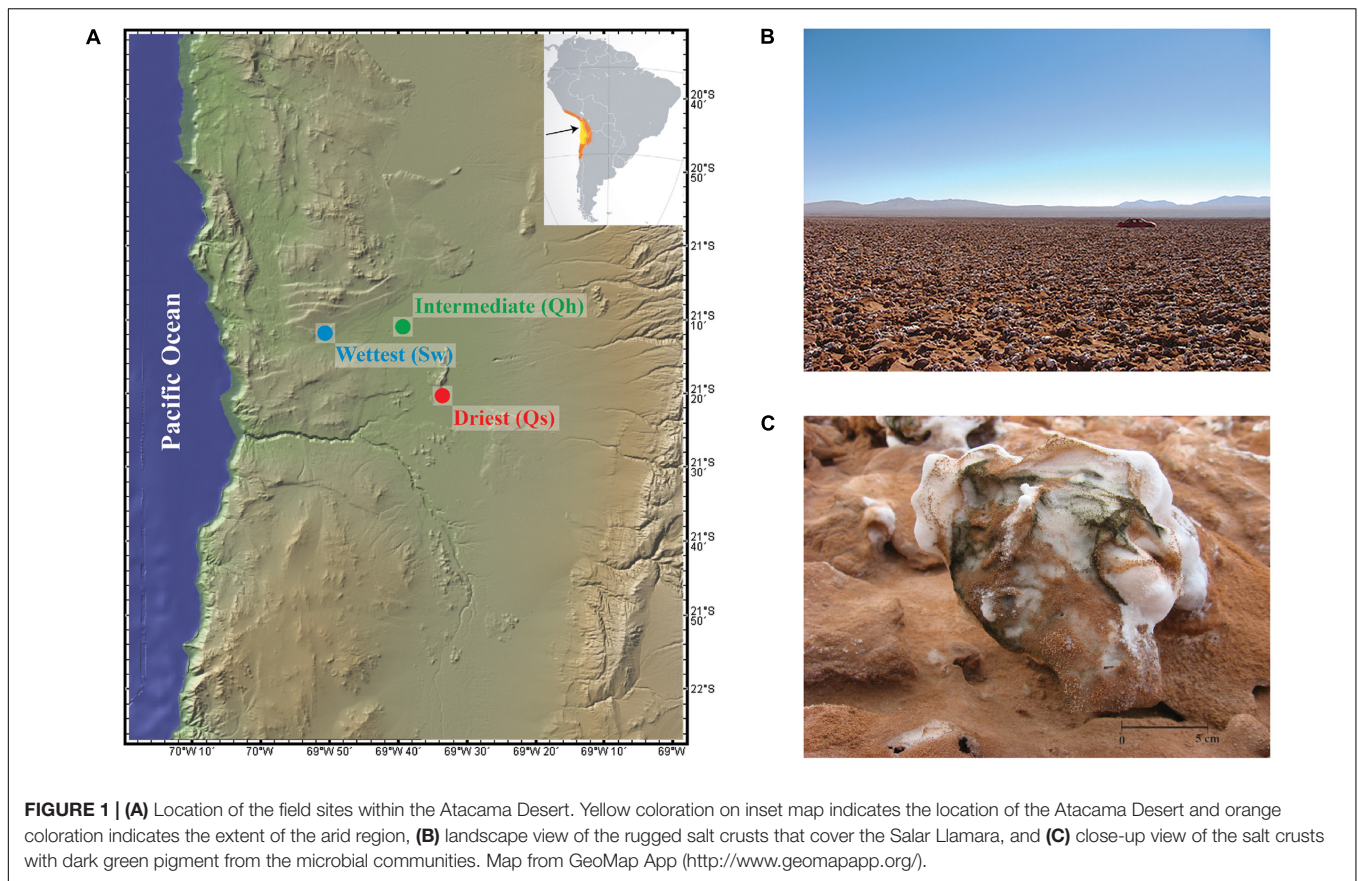 A
B
20°S
40´
20°S
50´
21°S
21°S
10´
21°S
20´
21°S
30´
21°S
40´
21°S
50´
22°S
Pacific Ocean
Intermediate (Qh)
Wettest (Sw)
Driest (Qs)
70°W 10´ 70°W 69°W 50´ 69°W 40´ 69°W 30´ 69°W 20´ 69°W 10´ 69°W
C
0 5 cm
FIGURE 1 | (A) Location of the field sites within the Atacama Desert. Yellow coloration on inset map indicates the location of the Atacama Desert and orange
coloration indicates the extent of the arid region, (B) landscape view of the rugged salt crusts that cover the Salar Llamara, and (C) close-up view of the salt crusts
with dark green pigment from the microbial communities. Map from GeoMap App (http://www.geomapapp.org/).